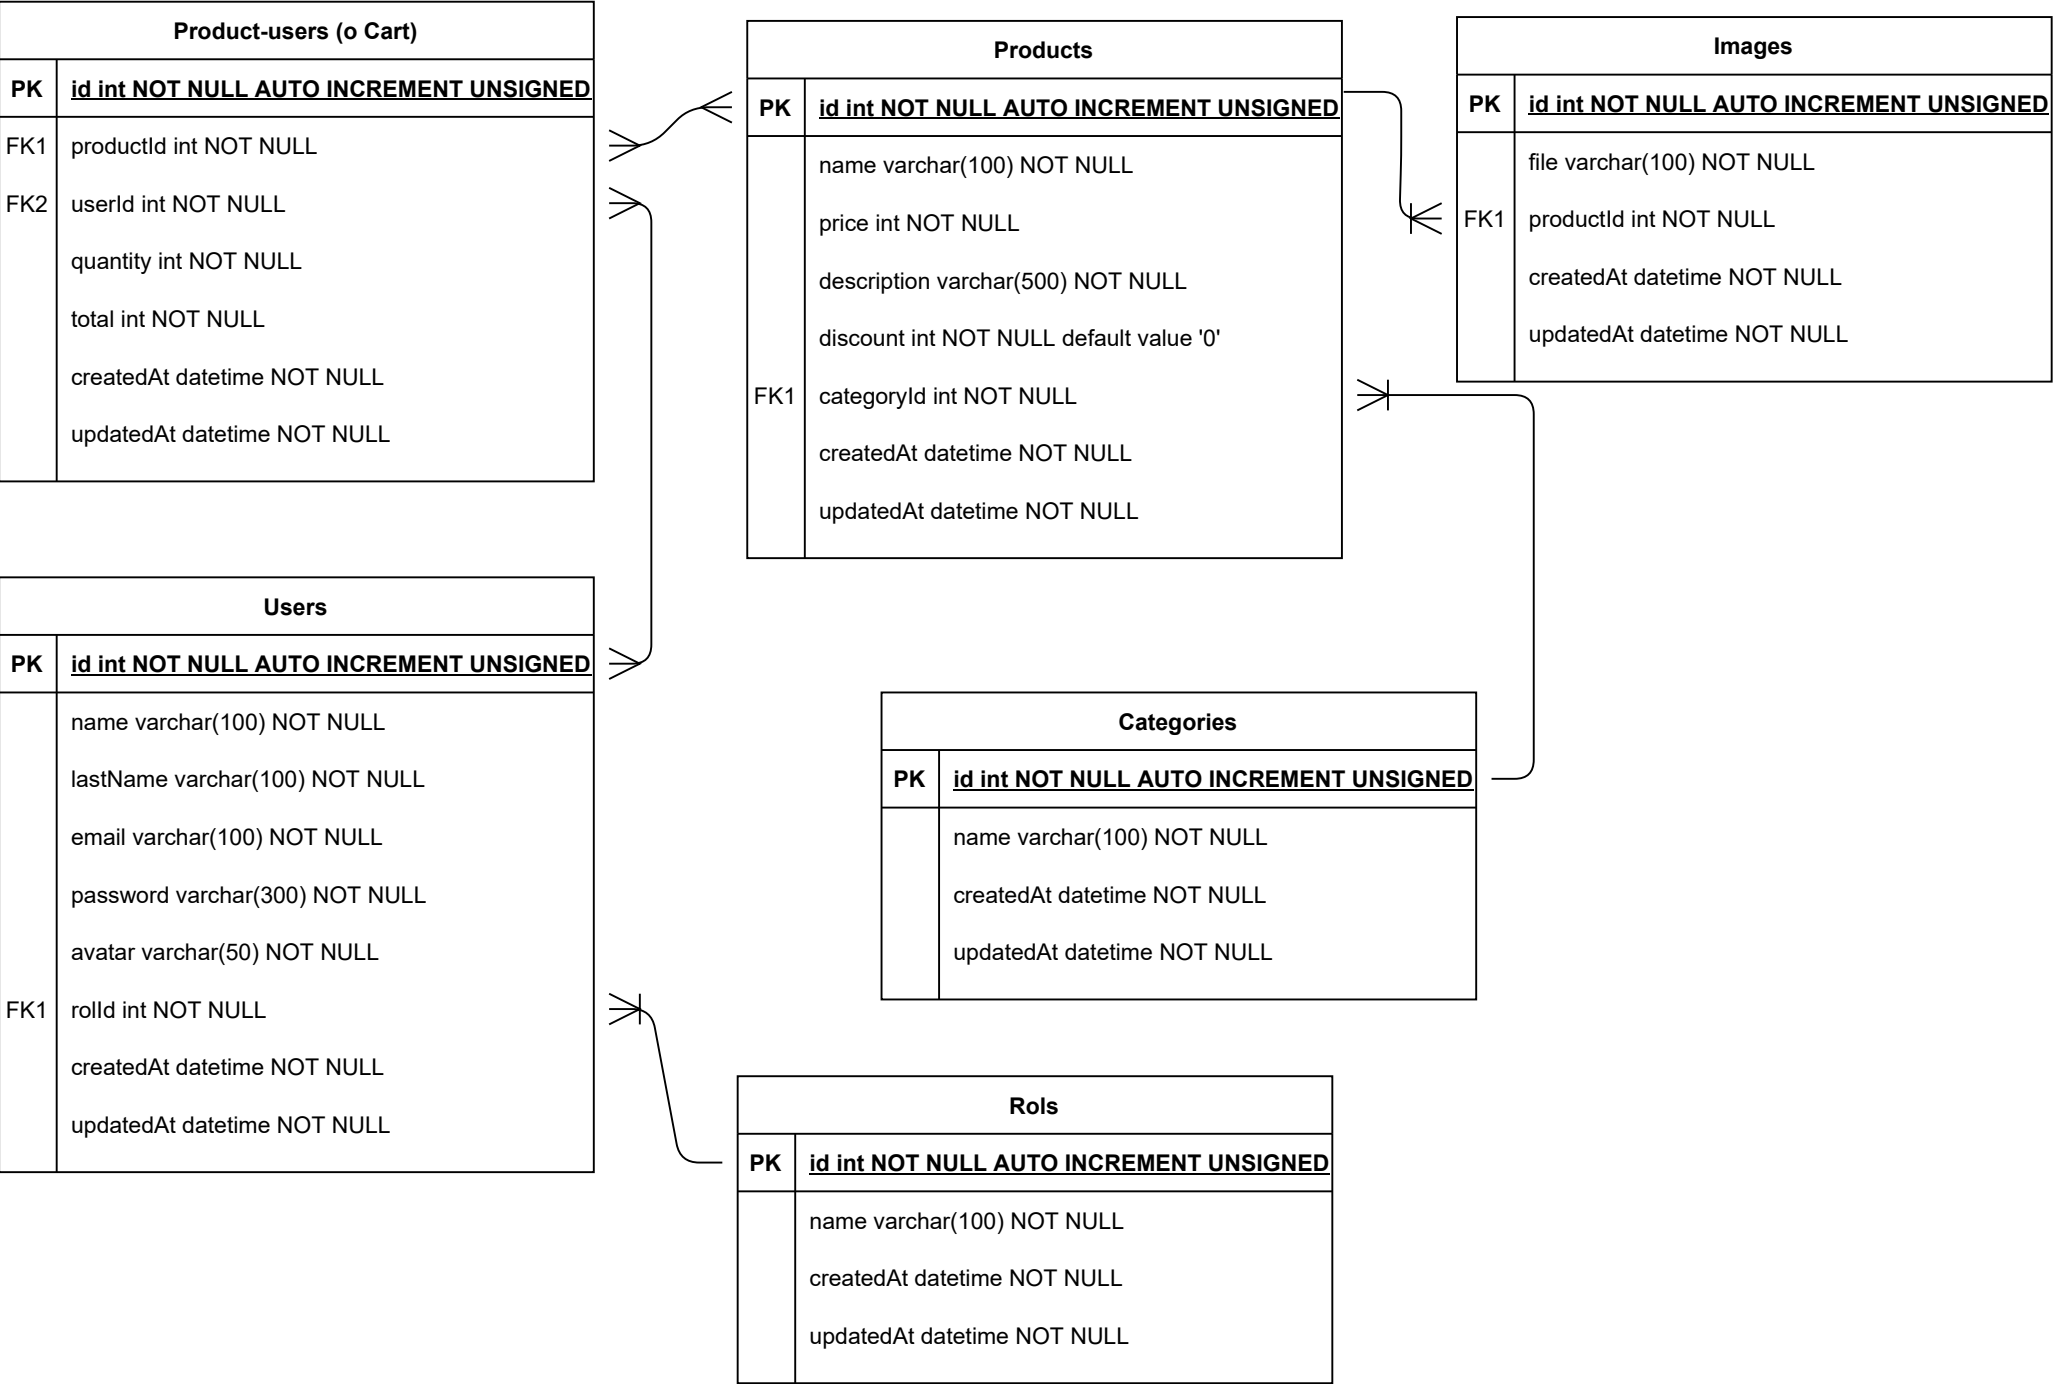 Product-users (o Cart)
PK id int NOT NULL AUTO INCREMENT UNSIGNED
FK1 productId int NOT NULL
FK2 userId int NOT NULL
quantity int NOT NULL
total int NOT NULL
createdAt datetime NOT NULL
updatedAt datetime NOT NULL
Products
PK id int NOT NULL AUTO INCREMENT UNSIGNED
name varchar(100) NOT NULL
price int NOT NULL
description varchar(500) NOT NULL
discount int NOT NULL default value '0'
FK1 categoryId int NOT NULL
createdAt datetime NOT NULL
updatedAt datetime NOT NULL
Images
PK id int NOT NULL AUTO INCREMENT UNSIGNED
file varchar(100) NOT NULL
FK1 productId int NOT NULL
createdAt datetime NOT NULL
updatedAt datetime NOT NULL
Users
PK id int NOT NULL AUTO INCREMENT UNSIGNED
name varchar(100) NOT NULL
lastName varchar(100) NOT NULL
email varchar(100) NOT NULL
password varchar(300) NOT NULL
avatar varchar(50) NOT NULL
FK1 rolId int NOT NULL
createdAt datetime NOT NULL
updatedAt datetime NOT NULL
Categories
PK id int NOT NULL AUTO INCREMENT UNSIGNED
name varchar(100) NOT NULL
createdAt datetime NOT NULL
updatedAt datetime NOT NULL
Rols
PK id int NOT NULL AUTO INCREMENT UNSIGNED
name varchar(100) NOT NULL
createdAt datetime NOT NULL
updatedAt datetime NOT NULL